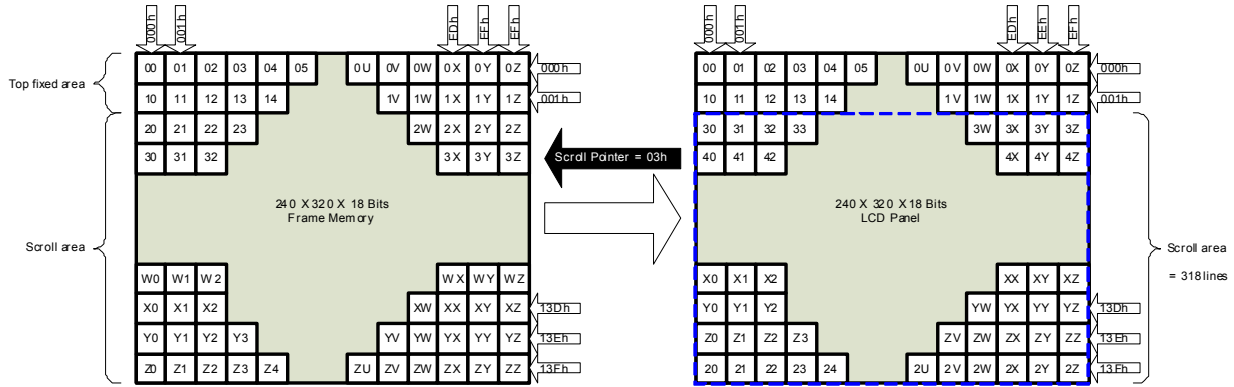 000h 001h EDh EFh EFh 000h 001h EDh EEh EFh
00 01 02 03 04 05 0U 0V 0W 0X 0Y 0Z 000h 00 01 02 03 04 05 0U 0V 0W 0X 0Y 0Z 000h
Top fixed area
10 11 12 13 14 1V 1W 1X 1Y 1Z 001h 10 11 12 13 14 1V 1W 1X 1Y 1Z 001h
20 21 22 23 2W 2X 2Y 2Z 30 31 32 33 3W 3X 3Y 3Z
30 31 32 3X 3Y 3Z Scroll Pointer = 03h 40 41 42 4X 4Y 4Z
240 X 320 X 18 Bits 240 X 320 X 18 Bits
Frame Memory LCD Panel
Scroll area Scroll area
= 318 lines
W0 W1 W2 WX WY WZ X0 X1 X2 XX XY XZ
X0 X1 X2 XW XX XY XZ 13Dh Y0 Y1 Y2 YW YX YY YZ 13Dh
Y0 Y1 Y2 Y3 YV YW YX YY YZ 13Eh Z0 Z1 Z2 Z3 ZV ZW ZX ZY ZZ 13Eh
Z0 Z1 Z2 Z3 Z4 ZU ZV ZW ZX ZY ZZ 13Fh 20 21 22 23 24 2U 2V 2W 2X 2Y 2Z 13Fh